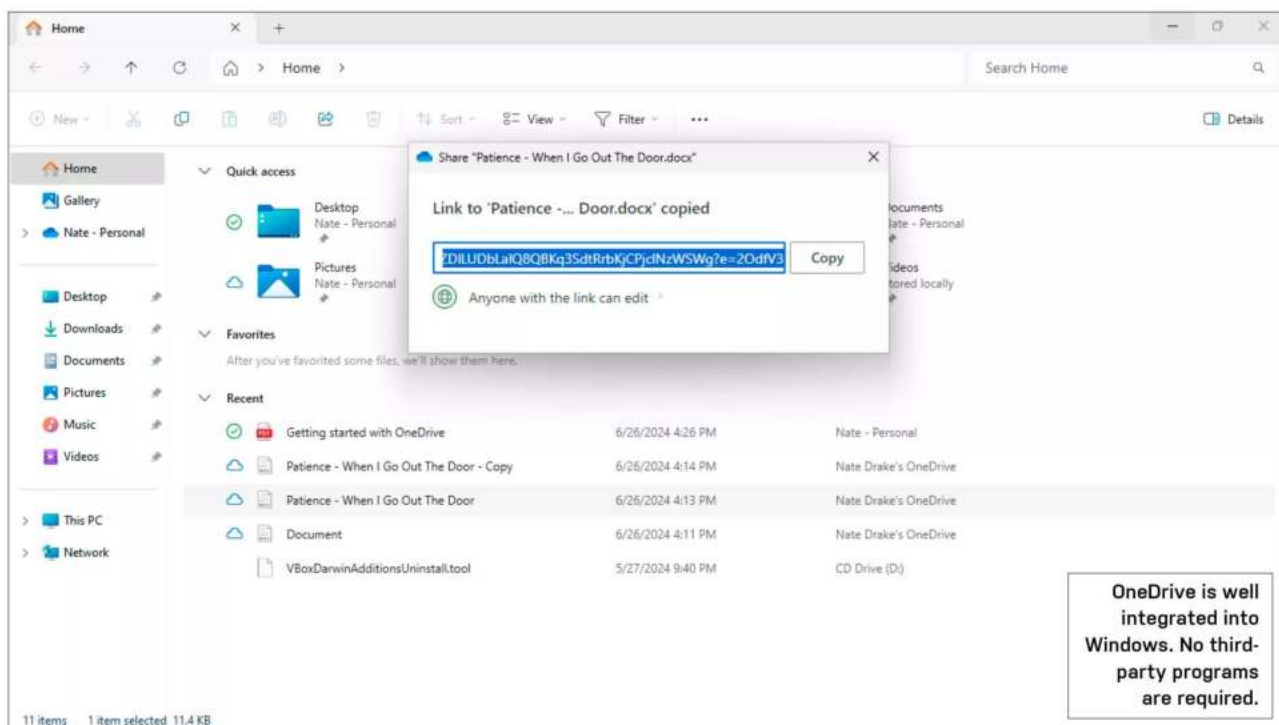 Home
Home
Search Home
New
Sort
View
Filter
Details
Home
Gallery
Nate - Personal
Desktop
Downloads
Documents
Pictures
Music
Videos
This PC
Network
Quick access
Desktop
Nate - Personal
Pictures
Nate - Personal
ocuments
late - Personal
ideos
tored locally
Share "Patience - When I Go Out The Door.docx"
Link to 'Patience -... Door.docx' copied
Copy
Anyone with the link can edit
Favorites
After you've favorited some files, we'll show them here.
Recent
Getting started with OneDrive 6/26/2024 4:26 PM Nate - Personal
Patience - When I Go Out The Door - Copy 6/26/2024 4:14 PM Nate Drake's OneDrive
Patience - When I Go Out The Door 6/26/2024 4:13 PM Nate Drake's OneDrive
Document 6/26/2024 4:11 PM Nate Drake's OneDrive
VBoxDarwinAdditionsUninstall.tool 5/27/2024 9:40 PM CD Drive (D:)
11 items 1 item selected 11.4 KB
OneDrive is well
integrated into
Windows. No third-
party programs
are required.